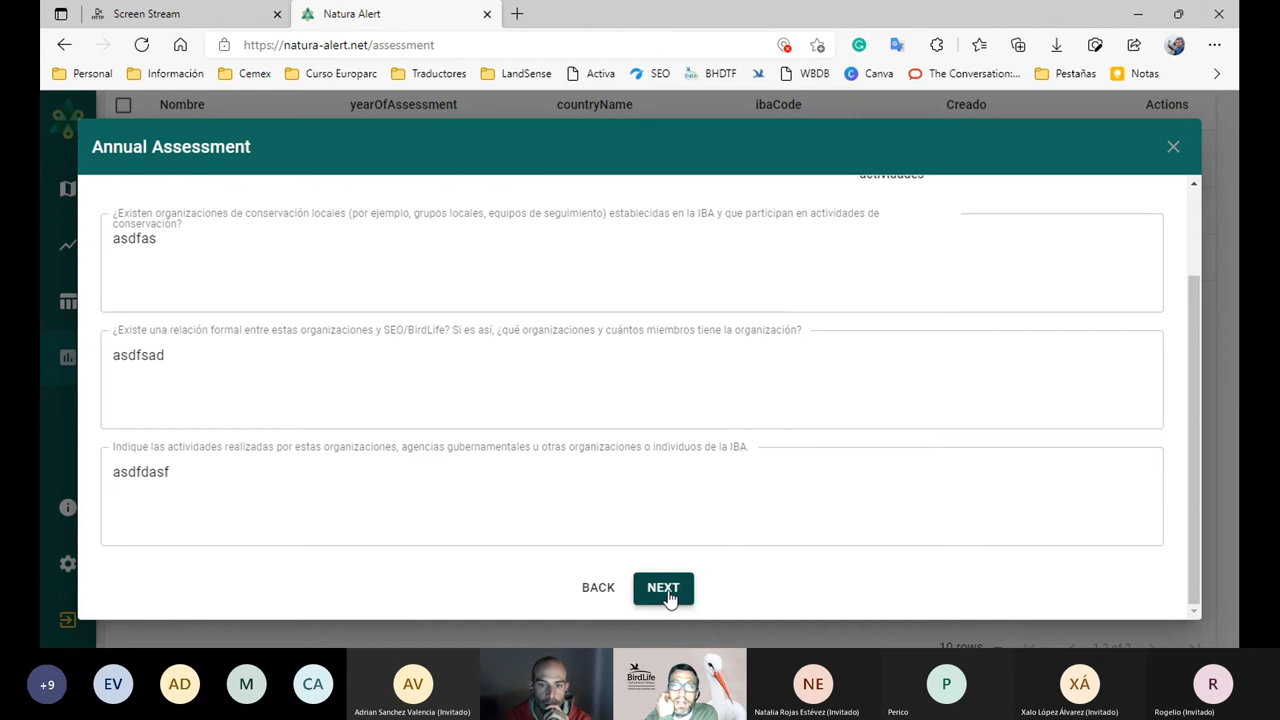 Screen Stream
Natura Alert
https://natura-alert.net/assessment
Personal
Información
Cemex
Curso Europarc
Traductores
LandSense
Activa
SEO
BHDTF
WBDB
Canva
The Conversation:...
Pestañas
Notas
Nombre
yearOfAssessment
countryName
ibaCode
Creado
Actions
Annual Assessment
actividades
¿Existen organizaciones de conservación locales (por ejemplo, grupos locales, equipos de seguimiento) establecidas en la IBA y que participan en actividades de
conservación?
asdfas
¿Existe una relación formal entre estas organizaciones y SEO/BirdLife? Si es así, ¿qué organizaciones y cuántos miembros tiene la organización?
asdfsad
Indique las actividades realizadas por estas organizaciones, agencias gubernamentales u otras organizaciones o individuos de la IBA.
asdfdasf
BACK
NEXT
10 rows
+9
EV
AD
M
CA
AV
Adrian Sanchez Valencia (Invitado)
BirdLife
INTERNATIONAL
NE
Natalia Rojas Estévez (Invitado)
P
Perico
XÁ
Xalo López Álvarez (Invitado)
R
Rogelio (Invitado)